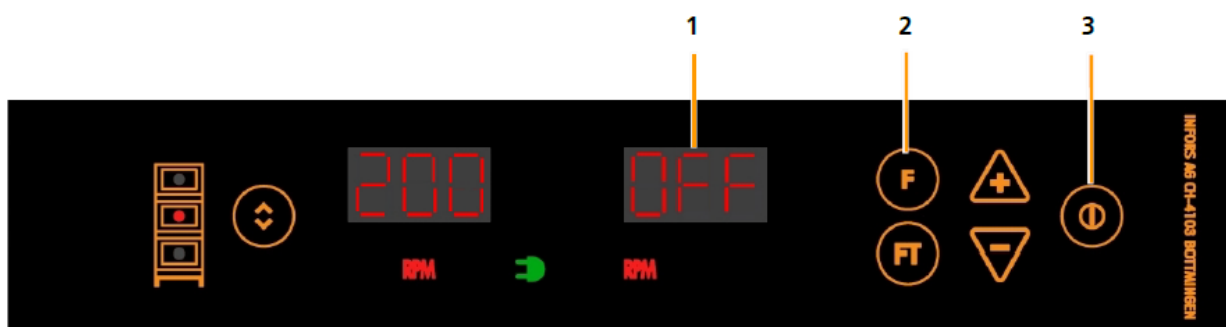 1 2 3
200 OFF F
FT
RPM RPM
INFORS AG CH-4103 BOTTMINGEN